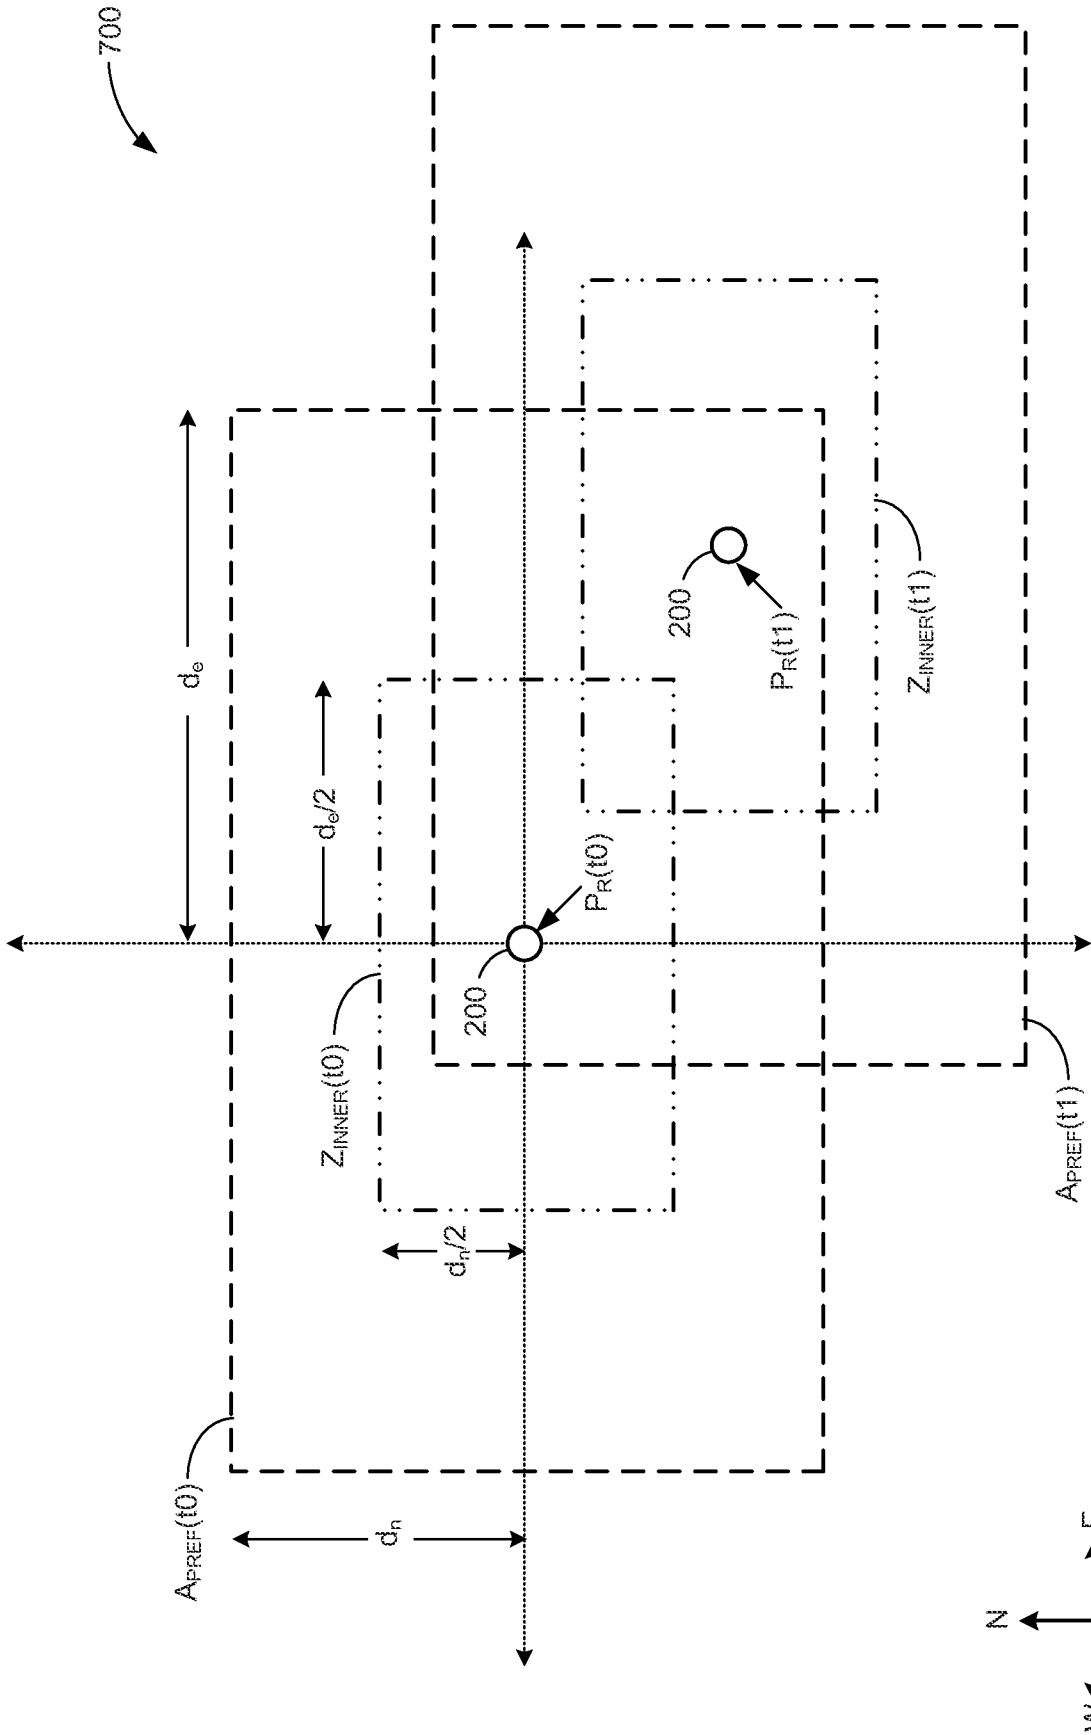 700
d_e
d_e/2
A_PREF(t0)
Z_INNER(t0)
d_n
d_n/2
200
P_R(t0)
200
P_R(t1)
Z_INNER(t1)
A_PREF(t1)
N